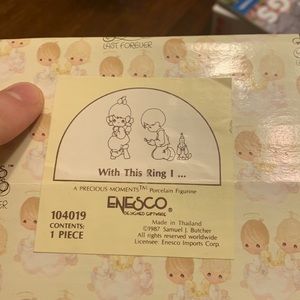 LAST FOREVER
With This Ring I ...
A PRECIOUS MOMENTS™ Porcelain Figurine
ENESCO
DESIGNED GIFTWARE
104019
CONTENTS:
1 PIECE
Made in Thailand
©1987 Samuel J. Butcher
All rights reserved worldwide
Licensee: Enesco Imports Corp.